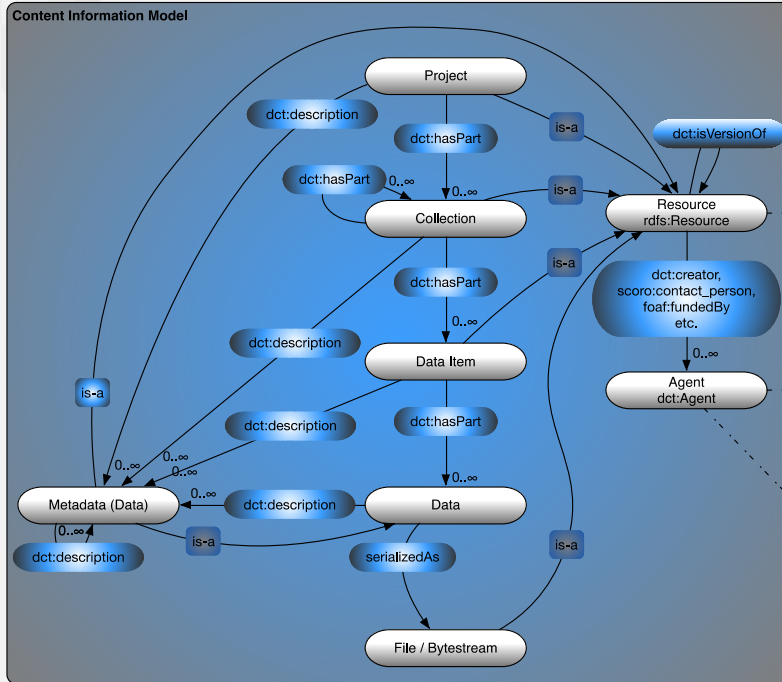 Content Information Model
Project
dct:description
dct:hasPart
is-a
dct:isVersionOf
dct:hasPart
0..∞
0..∞
is-a
Collection
Resource
rdfs:Resource
is-a
dct:hasPart
dct:creator,
scoro:contact_person,
foaf:fundedBy
etc.
0..∞
dct:description
0..∞
Data Item
Agent
dct:Agent
is-a
dct:description
dct:hasPart
0..∞
0..∞
0..∞
0..∞
0..∞
Metadata (Data)
dct:description
Data
0..∞
dct:description
is-a
serializedAs
is-a
File / Bytestream